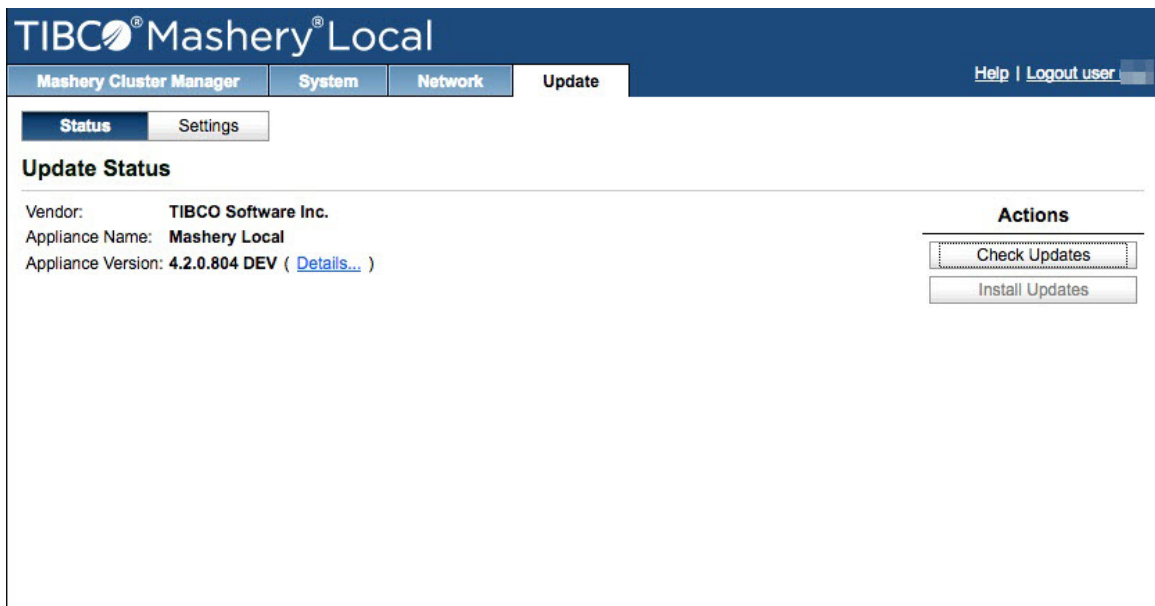 TIBCO® Mashery® Local
Mashery Cluster Manager System Network Update Help | Logout user
Status Settings
Update Status
Vendor: TIBCO Software Inc. Actions
Appliance Name: Mashery Local
Appliance Version: 4.2.0.804 DEV ( Details... ) Check Updates
Install Updates